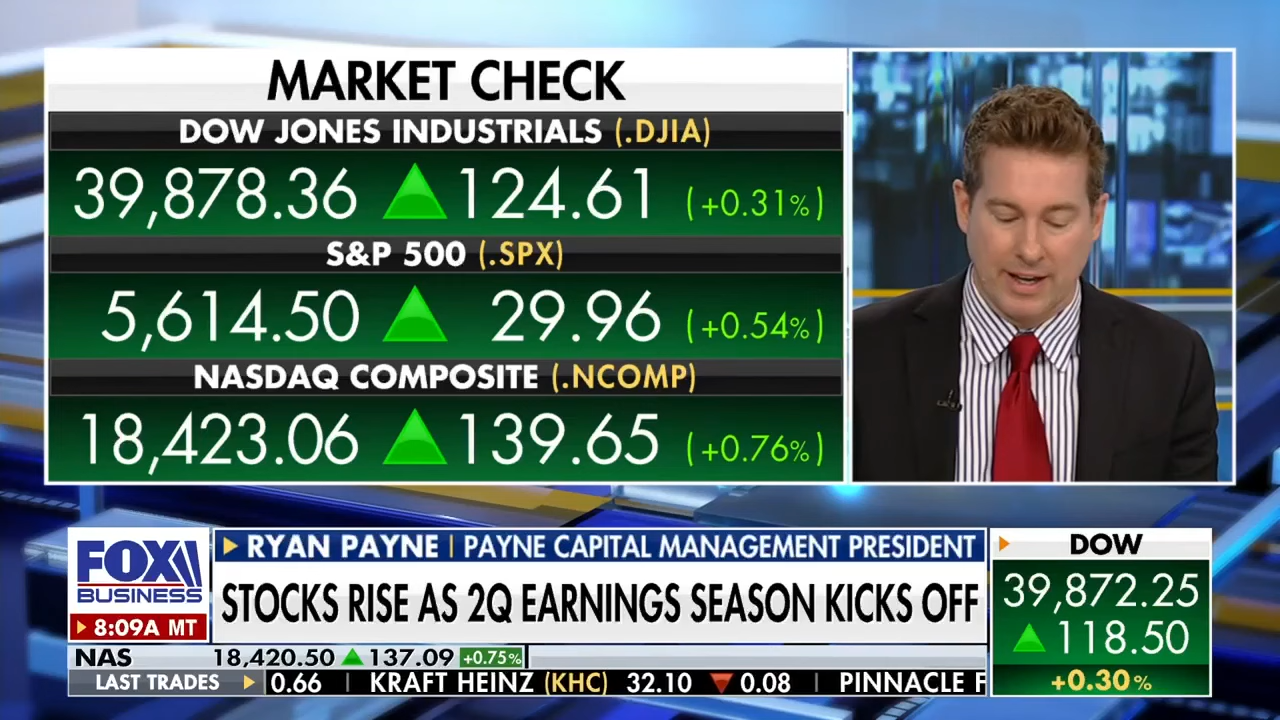 MARKET CHECK
DOW JONES INDUSTRIALS (.DJIA)
39,878.36 ▲ 124.61 (+0.31%)
S&P 500 (.SPX)
5,614.50 ▲ 29.96 (+0.54%)
NASDAQ COMPOSITE (.NCOMP)
18,423.06 ▲ 139.65 (+0.76%)
FOX
BUSINESS
8:09A MT
RYAN PAYNE | PAYNE CAPITAL MANAGEMENT PRESIDENT
STOCKS RISE AS 2Q EARNINGS SEASON KICKS OFF
DOW
39,872.25
▲ 118.50
+0.30%
NAS 18,420.50 ▲ 137.09 +0.75%
LAST TRADES 0.66 | KRAFT HEINZ (KHC) 32.10 ▼ 0.08 | PINNACLE F